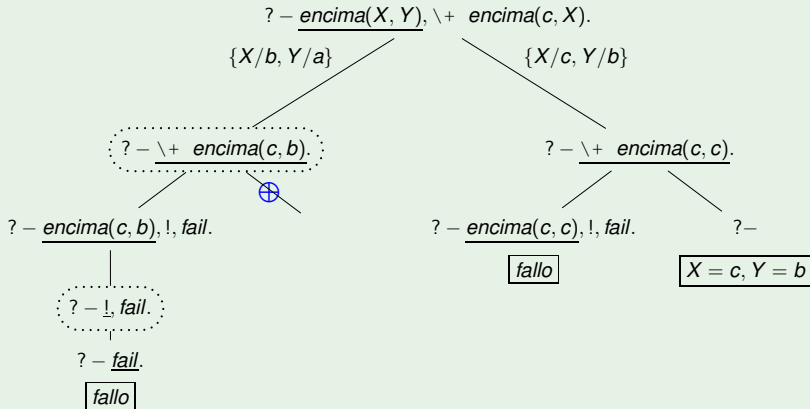 ? − encima(X, Y), \+ encima(c, X).
{X/b, Y/a} {X/c, Y/b}
? − \+ encima(c, b). ? − \+ encima(c, c).
? − encima(c, b), !, fail. ? − encima(c, c), !, fail. ?−
fallo X = c, Y = b
? − !, fail.
? − fail.
fallo